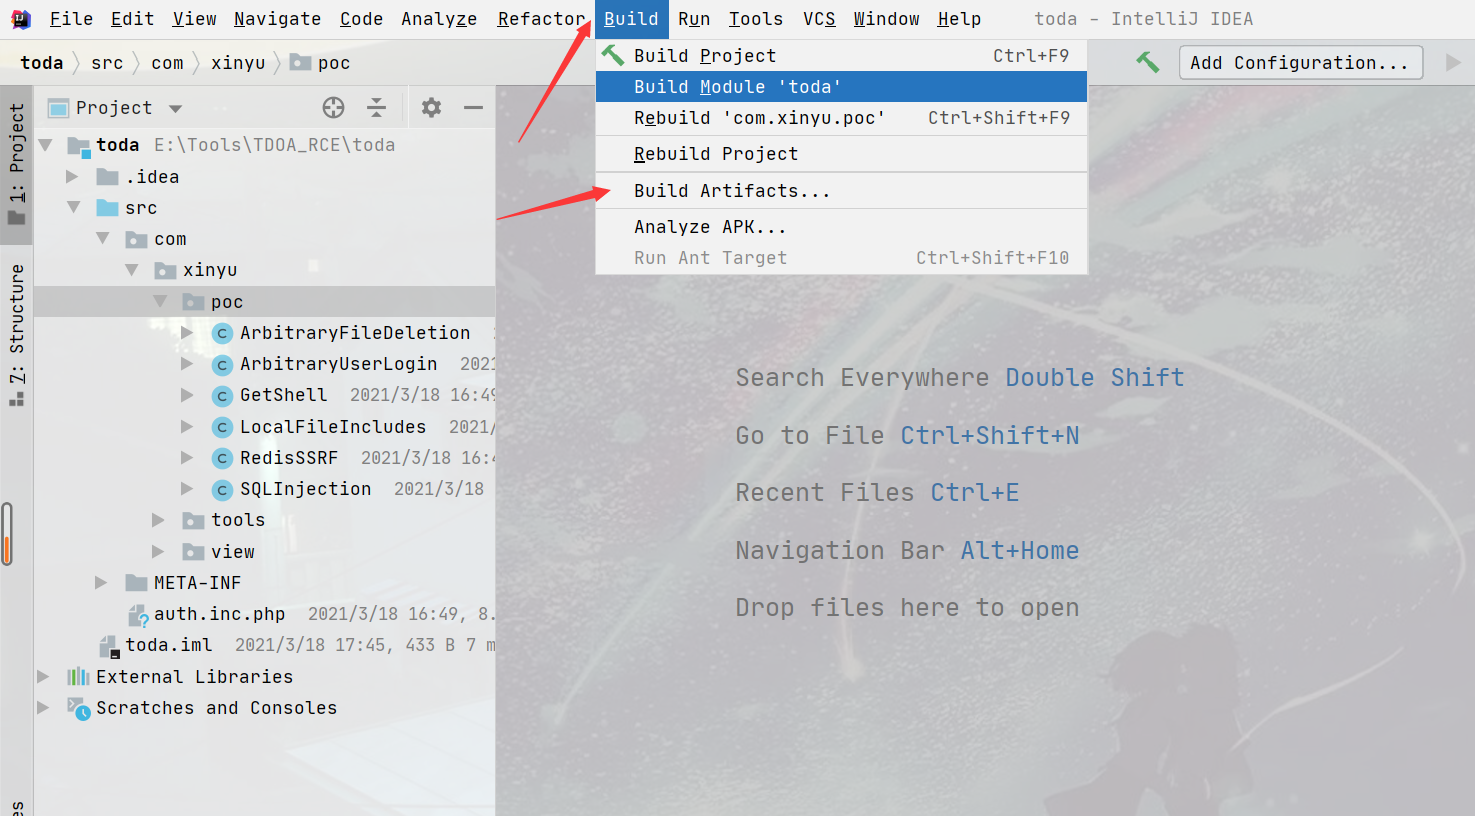 File Edit View Navigate Code Analyze Refactor Build Run Tools VCS Window Help toda - IntelliJ IDEA
toda src com xinyu poc
Add Configuration...
Build Project Ctrl+F9
Build Module 'toda'
Rebuild 'com.xinyu.poc' Ctrl+Shift+F9
Rebuild Project
Build Artifacts...
Analyze APK...
Run Ant Target Ctrl+Shift+F10
1: Project
7: Structure
Project
toda E:\Tools\TDOA_RCE\toda
.idea
src
com
xinyu
poc
ArbitraryFileDeletion
ArbitraryUserLogin 2021
GetShell 2021/3/18 16:49
LocalFileIncludes 2021/
RedisSSRF 2021/3/18 16:4
SQLInjection 2021/3/18
tools
view
META-INF
auth.inc.php 2021/3/18 16:49, 8.
toda.iml 2021/3/18 17:45, 433 B 7 m
External Libraries
Scratches and Consoles
Search Everywhere Double Shift
Go to File Ctrl+Shift+N
Recent Files Ctrl+E
Navigation Bar Alt+Home
Drop files here to open